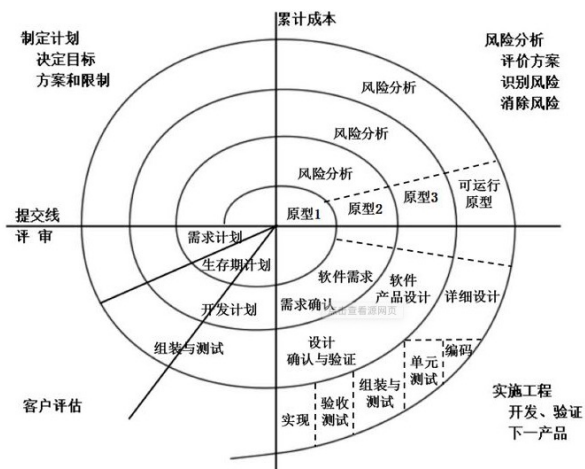 累计成本
制定计划
决定目标
方案和限制
风险分析
评价方案
识别风险
消除风险
风险分析
风险分析
风险分析
可运行
原型
原型3
原型2
原型1
提交线
评 审
需求计划
生存期计划
开发计划
组装与测试
软件需求
需求确认
软件
产品设计
详细设计
设计
确认与验证
编码
单元
测试
组装与
测试
验收
测试
实现
客户评估
实施工程
开发、验证
下一产品
查看源网页